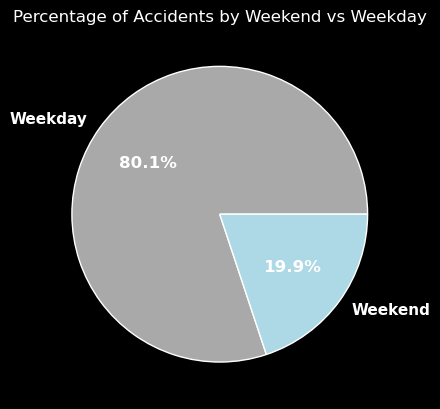 Percentage of Accidents by Weekend vs Weekday
Weekday
80.1%
19.9%
Weekend